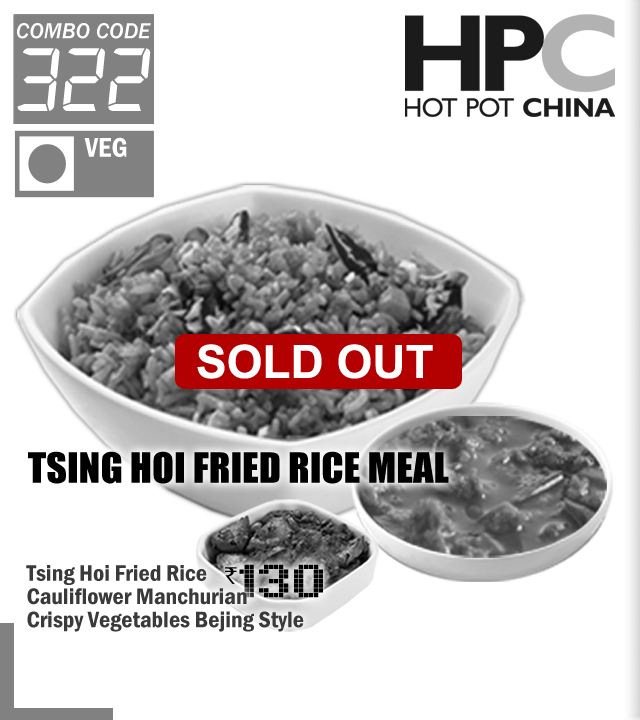 COMBO CODE
322
VEG
HPC
HOT POT CHINA
SOLD OUT
TSING HOI FRIED RICE MEAL
Tsing Hoi Fried Rice
₹130
Cauliflower Manchurian
Crispy Vegetables Bejing Style